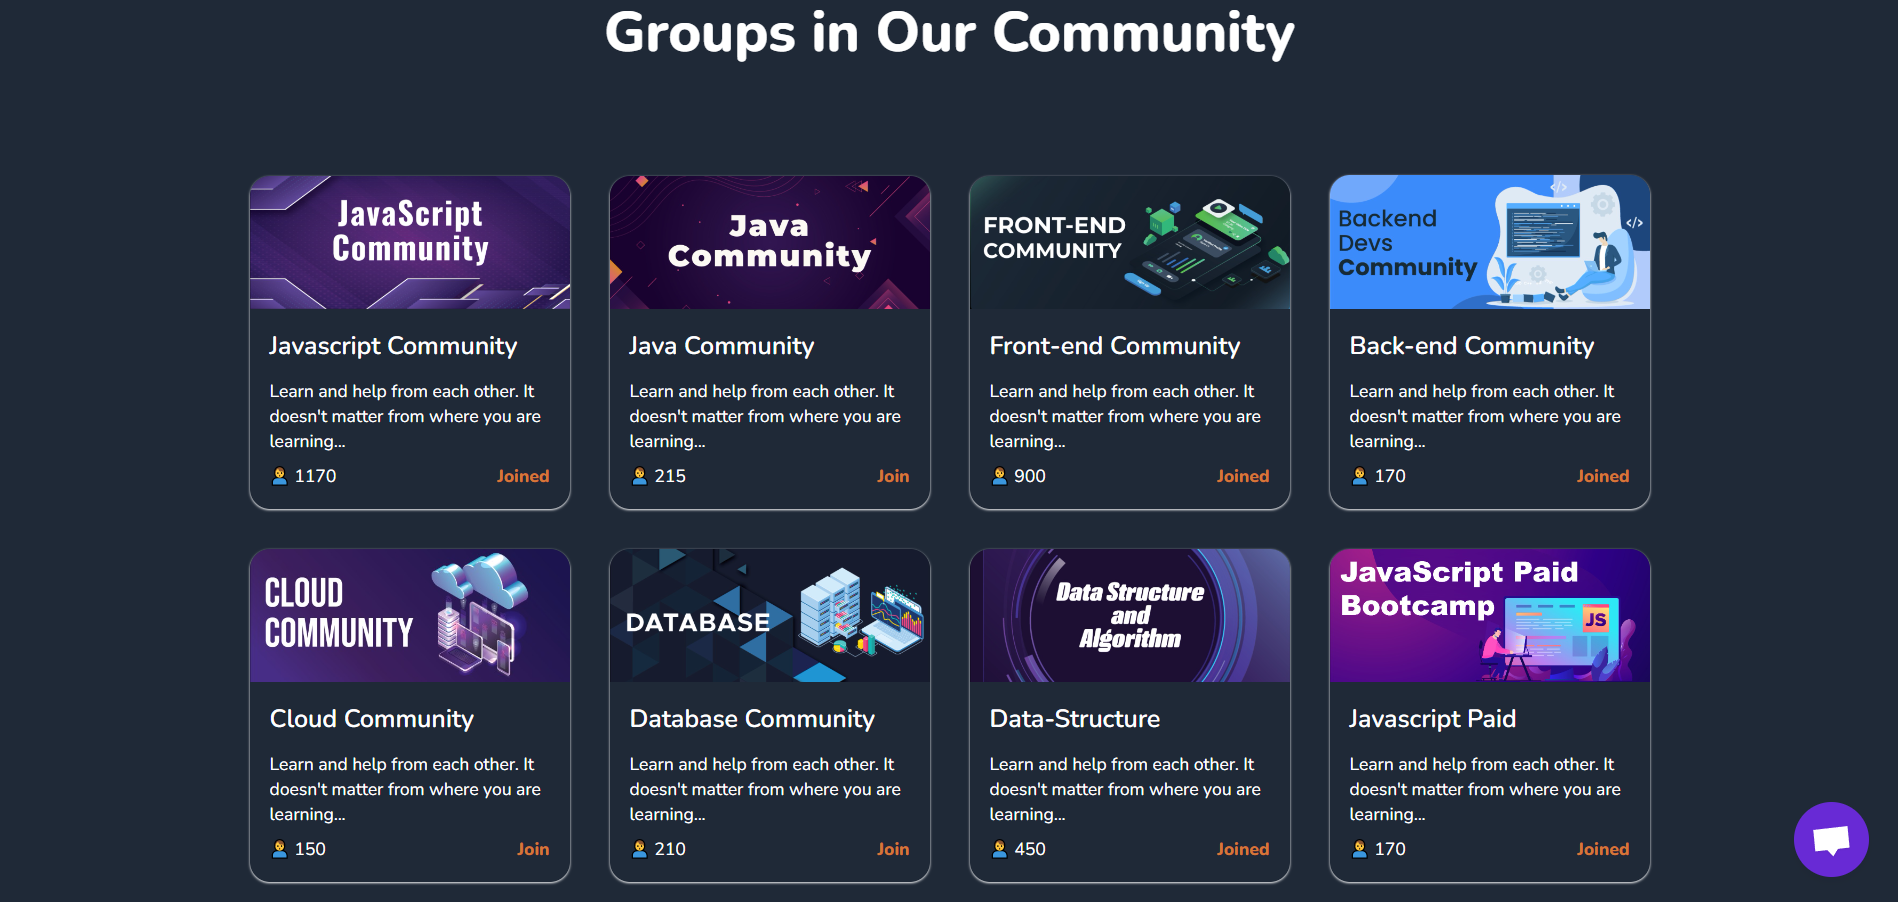 Groups in Our Community
JavaScript
Community
Javascript Community
Learn and help from each other. It
doesn't matter from where you are
learning...
1170
Joined
Java
Community
Java Community
Learn and help from each other. It
doesn't matter from where you are
learning...
215
Join
FRONT-END
COMMUNITY
Front-end Community
Learn and help from each other. It
doesn't matter from where you are
learning...
900
Joined
Backend
Devs
Community
</>
</>
Back-end Community
Learn and help from each other. It
doesn't matter from where you are
learning...
170
Joined
CLOUD
COMMUNITY
Cloud Community
Learn and help from each other. It
doesn't matter from where you are
learning...
150
Join
DATABASE
Database Community
Learn and help from each other. It
doesn't matter from where you are
learning...
210
Join
Data Structure
and
Algorithm
Data-Structure
Learn and help from each other. It
doesn't matter from where you are
learning...
450
Joined
JavaScript Paid
Bootcamp
JS
Javascript Paid
Learn and help from each other. It
doesn't matter from where you are
learning...
170
Joined